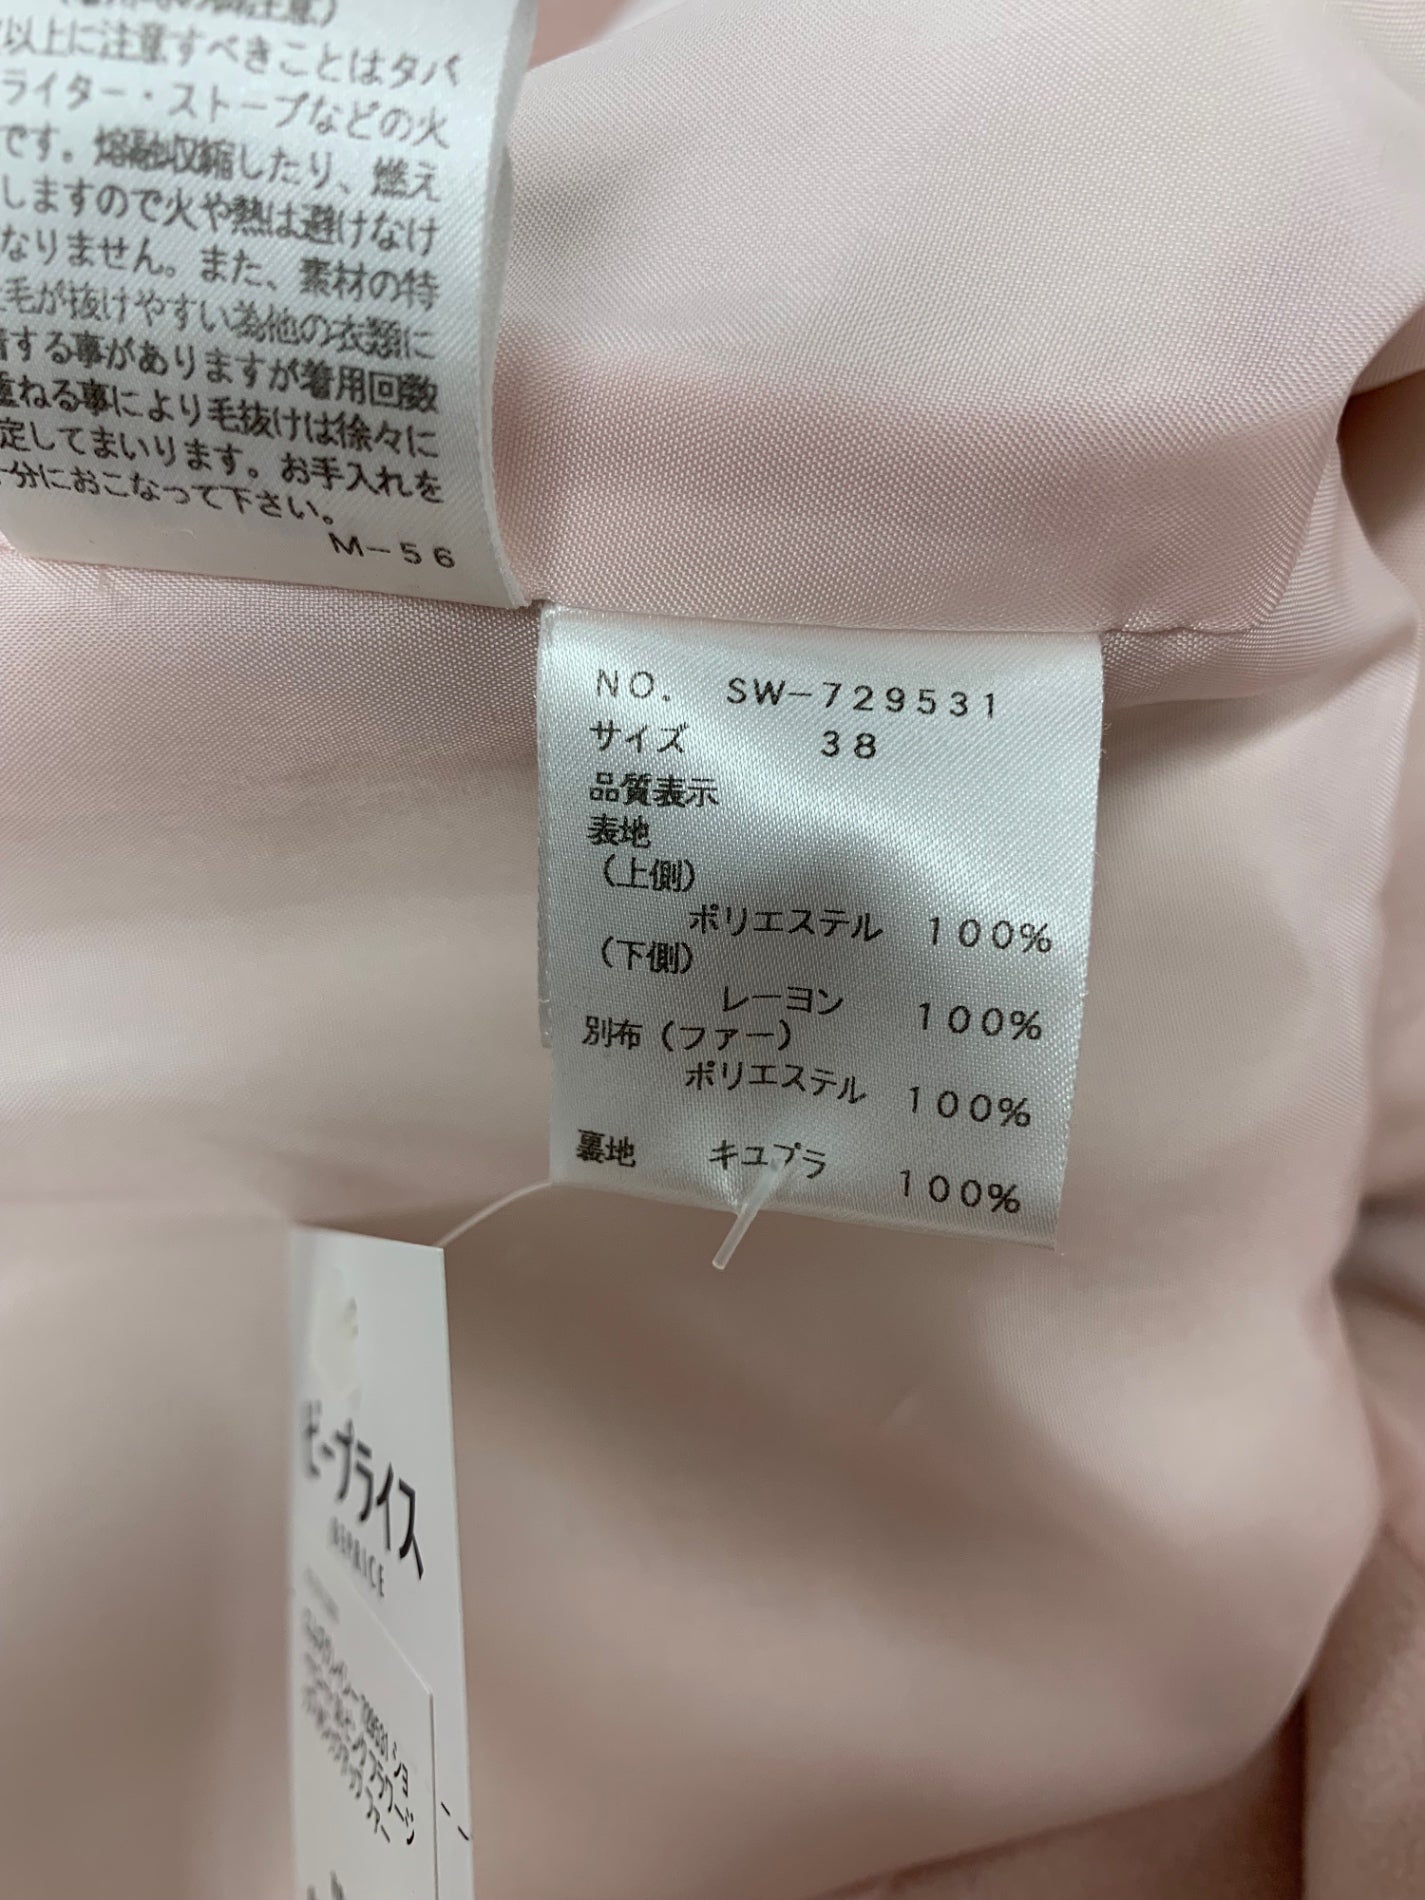 以上に注意すべきことはタバ
ライター・ストーブなどの火
です。熔融収縮したり、燃え
しますので火や熱は避けなけ
なりません。また、素材の特
毛が抜けやすい為他の衣類に
着する事がありますが着用回数
重ねる事により毛抜けは徐々に
定してまいります。お手入れを
十分におこなって下さい。
M-56
NO. SW-729531
サイズ 38
品質表示
表地
(上側)
ポリエステル 100%
(下側)
レーヨン 100%
別布(ファー)
ポリエステル 100%
裏地 キュプラ 100%
ビープライス
BEPRICE
729531 ショ